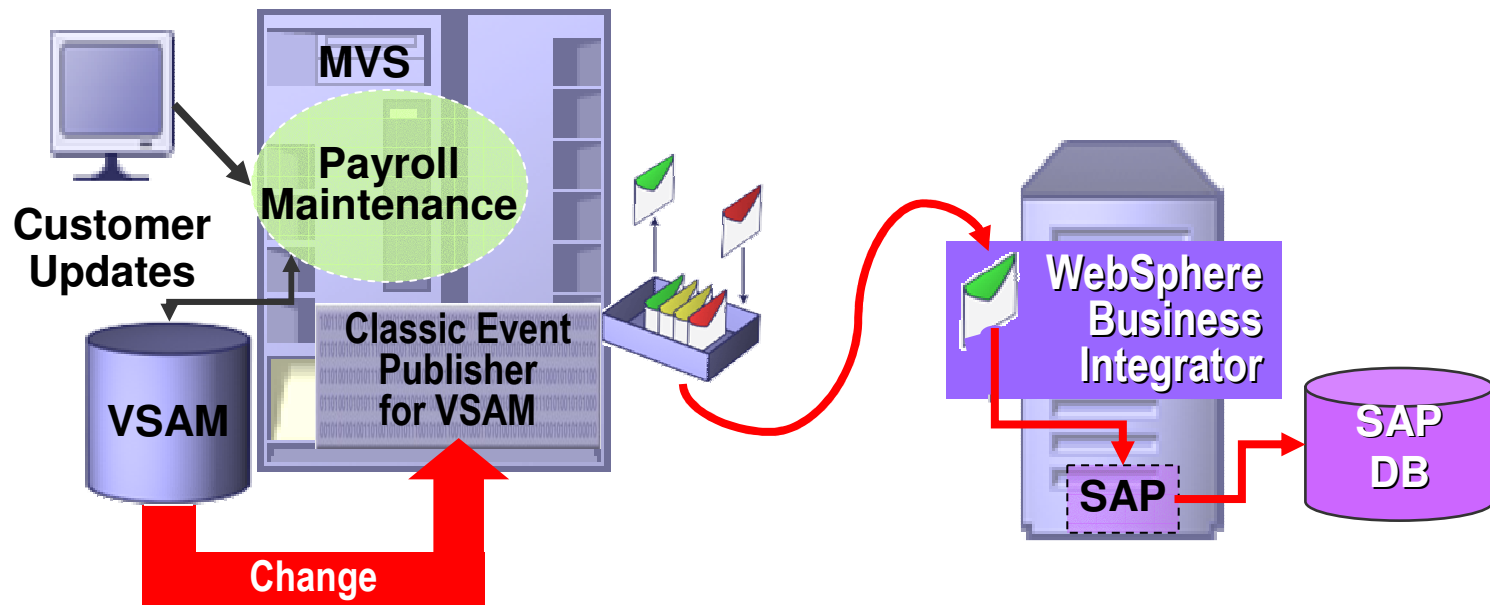 MVS
Payroll
Maintenance
Customer
Updates
VSAM
Classic Event
Publisher
for VSAM
Change
WebSphere
Business
Integrator
SAP
SAP
DB